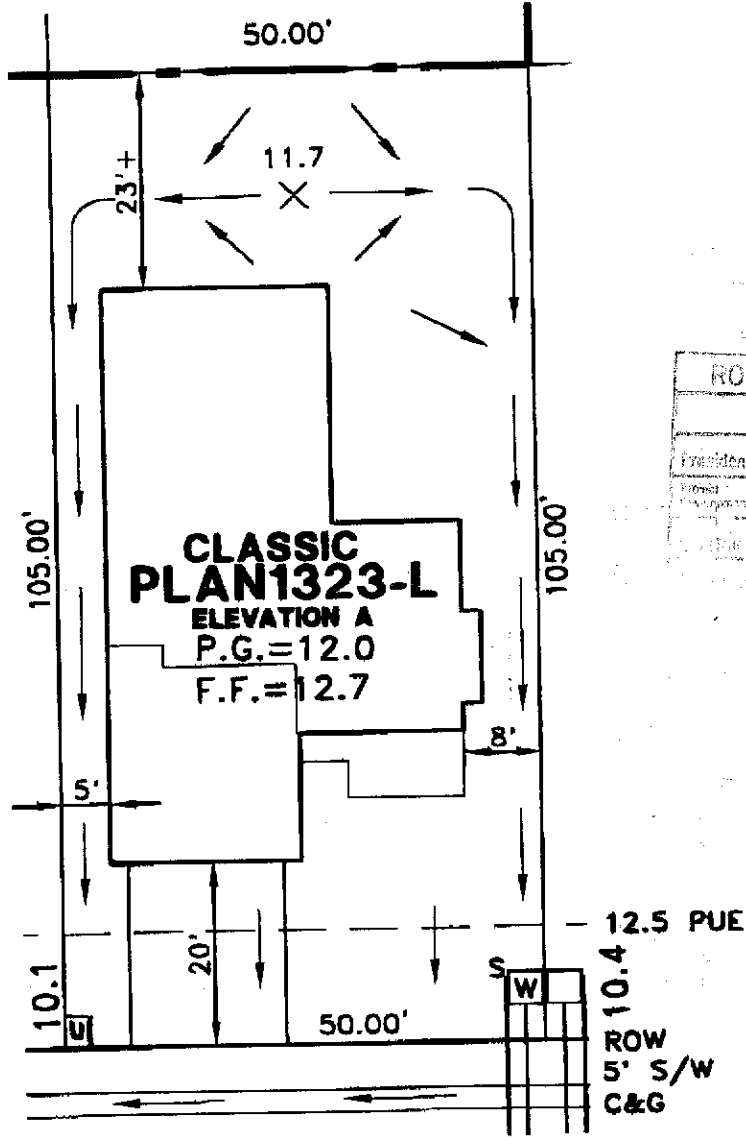 50.00'
23'+
11.7
RO
105.00'
105.00'
CLASSIC
PLAN1323-L
ELEVATION A
P.G.=12.0
F.F.=12.7
8'
5'
12.5 PUE
20'
10.1
U
50.00'
S
W
10.4
ROW
5' S/W
C&G